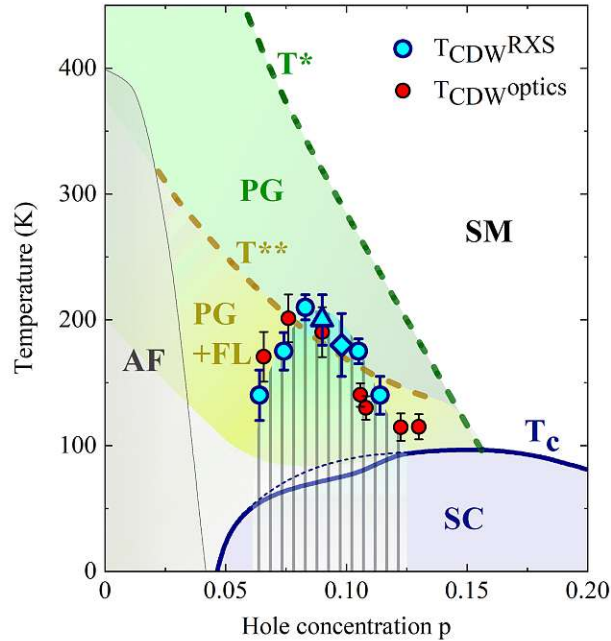 400
300
200
100
0
Temperature (K)
T*
T_CDW^RXS
T_CDW^optics
PG
SM
T**
PG
+FL
AF
T_c
SC
0
0.05
0.10
0.15
0.20
Hole concentration p